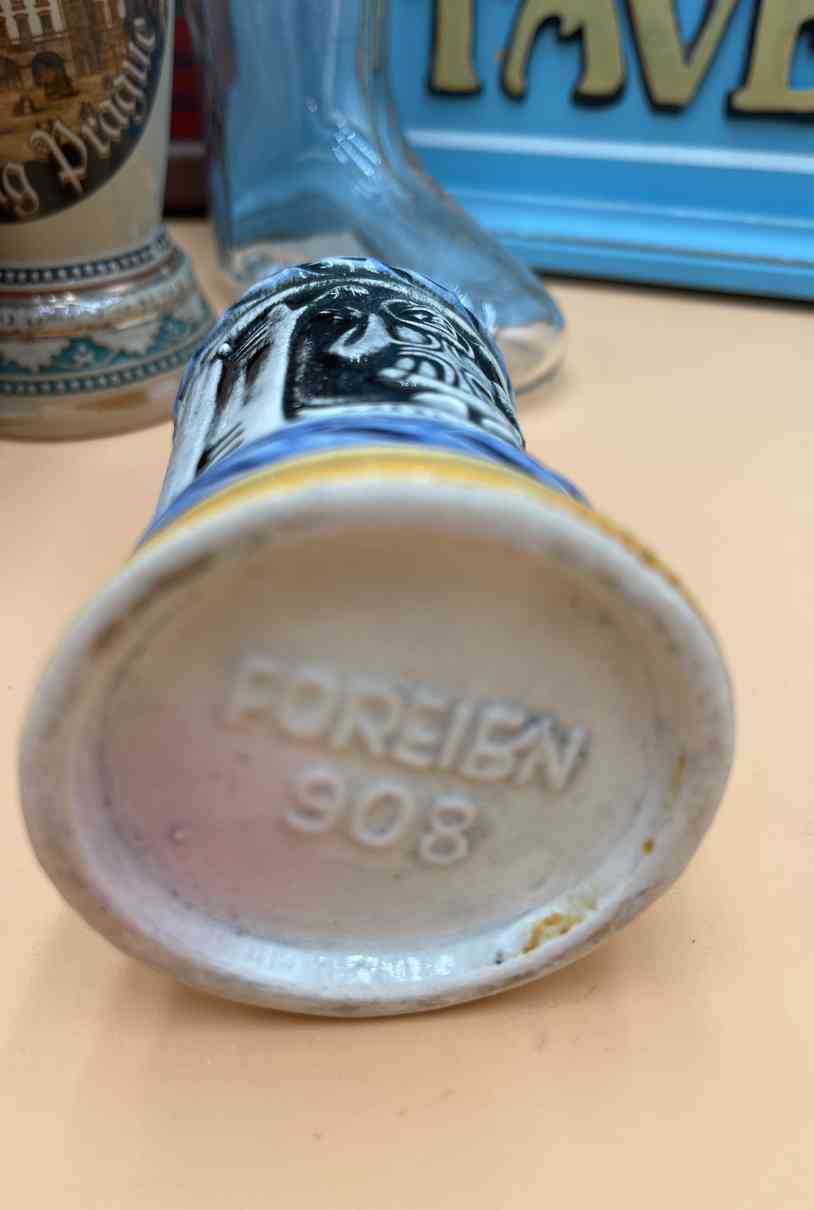 TAVE
g Prague
FOREIGN
908